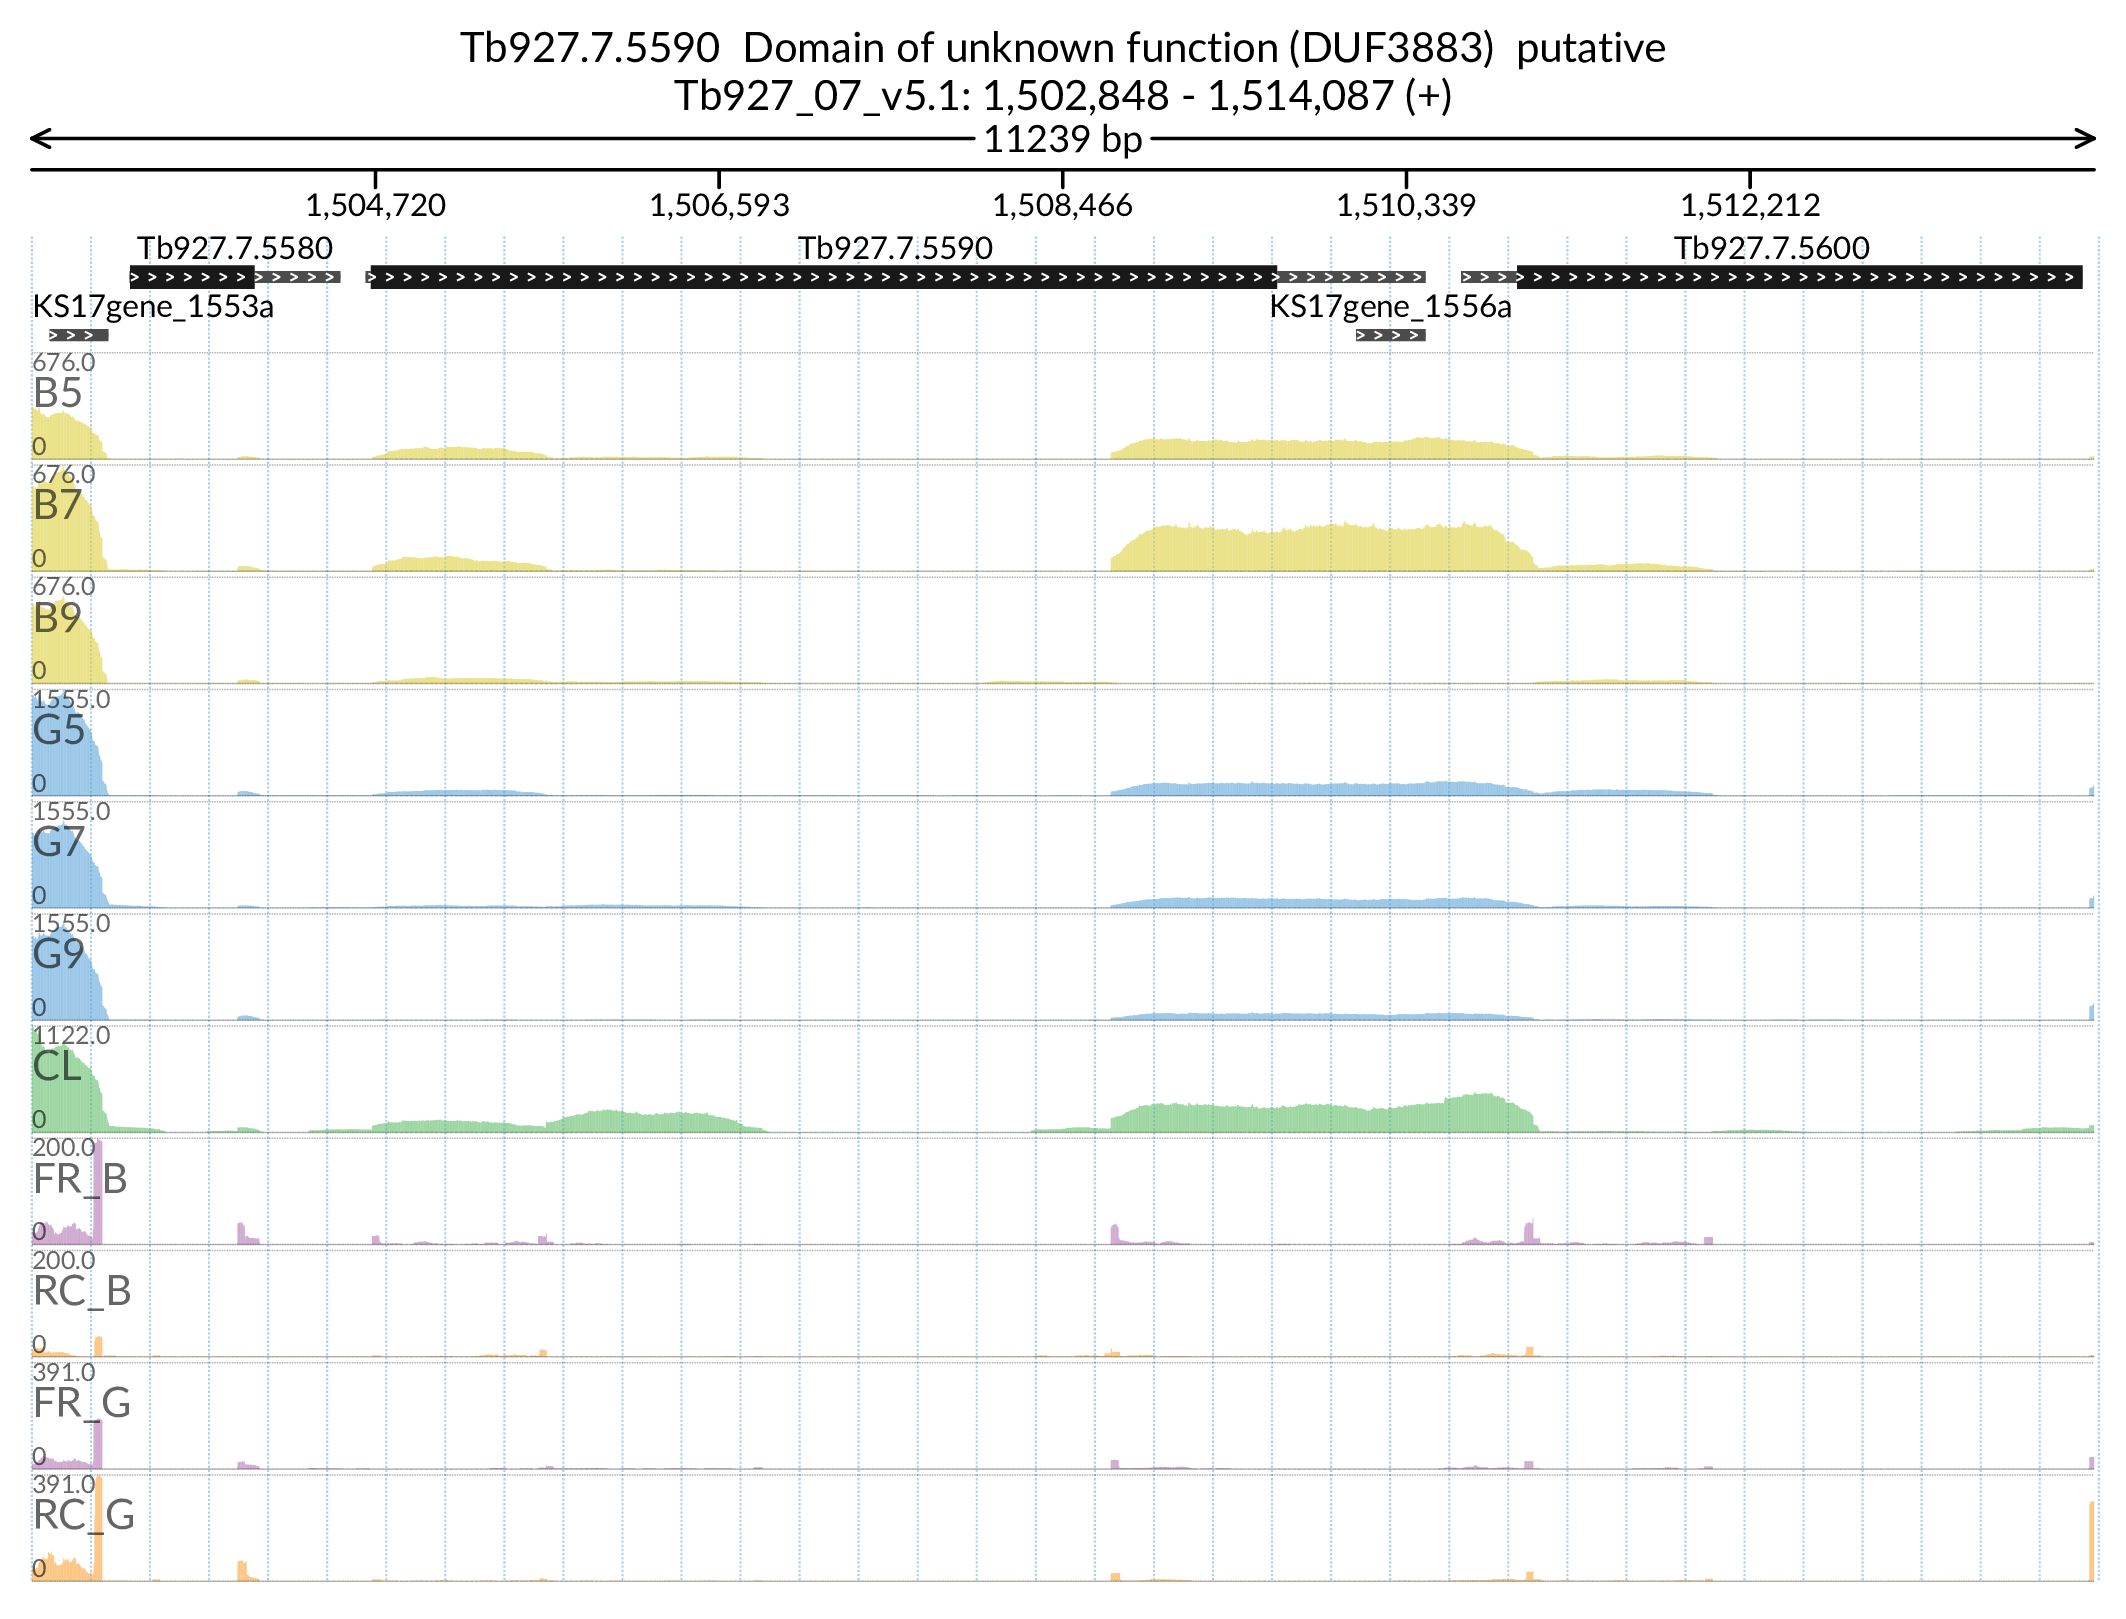 Tb927.7.5590 Domain of unknown function (DUF3883) putative
Tb927_07_v5.1: 1,502,848 - 1,514,087 (+)
11239 bp
1,504,720 1,506,593 1,508,466 1,510,339 1,512,212
Tb927.7.5580 Tb927.7.5590 Tb927.7.5600
KS17gene_1553a KS17gene_1556a
676.0
B5
0
676.0
B7
0
676.0
B9
0
1555.0
G5
0
1555.0
G7
0
1555.0
G9
0
1122.0
CL
0
200.0
FR_B
0
200.0
RC_B
0
391.0
FR_G
0
391.0
RC_G
0